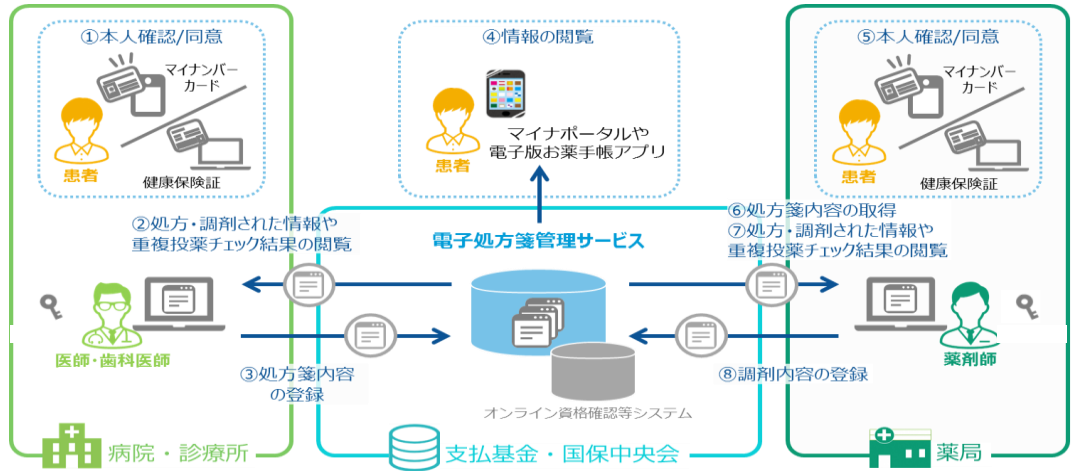 ①本人確認/同意
マイナンバー
カード
患者
健康保険証
②処方・調剤された情報や
重複投薬チェック結果の閲覧
医師・歯科医師
③処方箋内容
の登録
病院・診療所
④情報の閲覧
患者
マイナポータルや
電子版お薬手帳アプリ
電子処方箋管理サービス
オンライン資格確認等システム
支払基金・国保中央会
⑤本人確認/同意
マイナンバー
カード
患者
健康保険証
⑥処方箋内容の取得
⑦処方・調剤された情報や
重複投薬チェック結果の閲覧
薬剤師
⑧調剤内容の登録
薬局